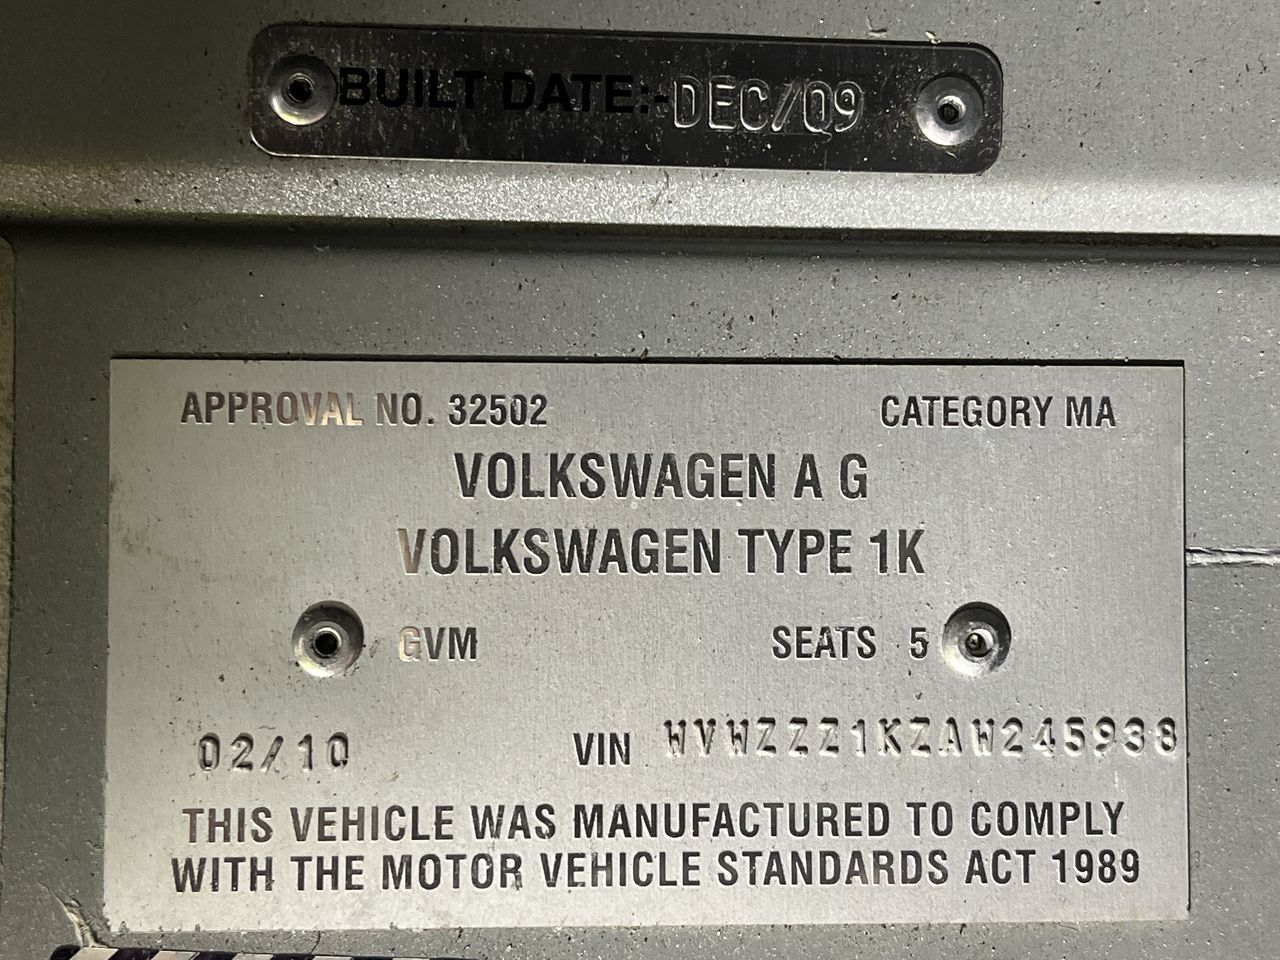 BUILT DATE:-DEC/09
APPROVAL NO. 32502 CATEGORY MA
VOLKSWAGEN A G
VOLKSWAGEN TYPE 1K
GVM SEATS 5
02/10 VIN WVWZZZ1KZAW245938
THIS VEHICLE WAS MANUFACTURED TO COMPLY
WITH THE MOTOR VEHICLE STANDARDS ACT 1989